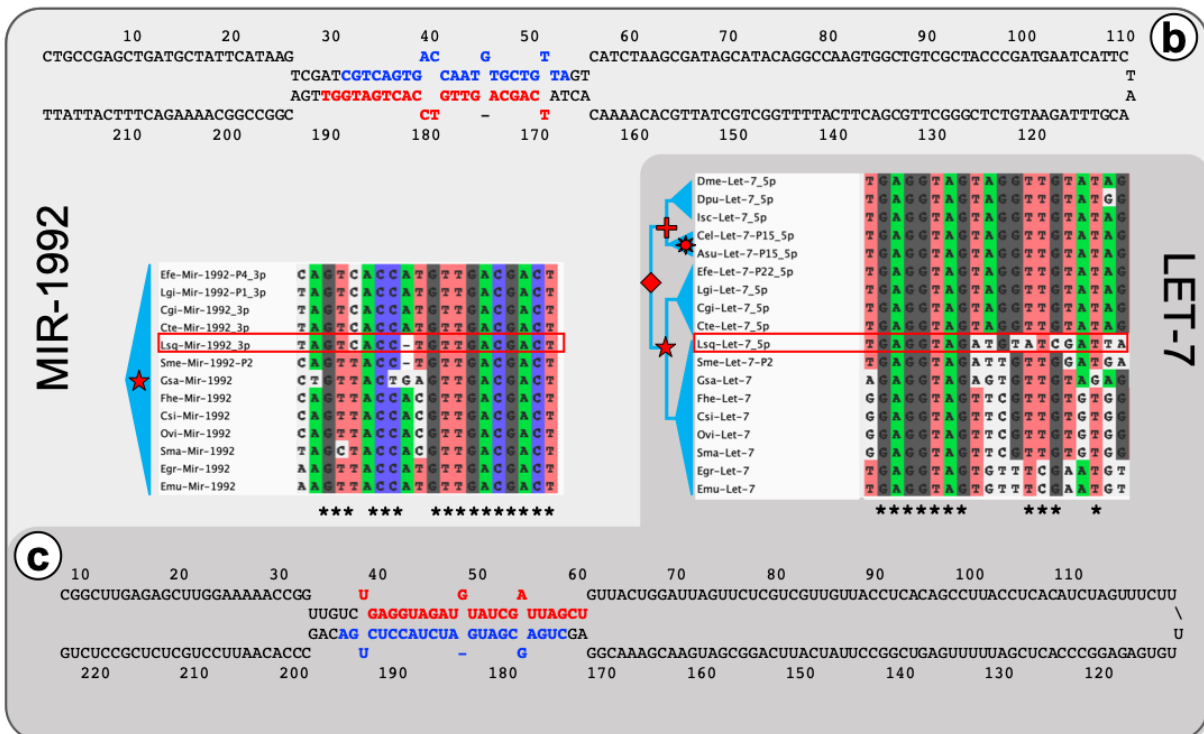 b
10 20 30 40 50 60 70 80 90 100 110
CTGCCGAGCTGATGCTATTCATAAG AC G T CATCTAAGCGATAGCATACAGGCCAAGTGGCTGTCGCTACCCGATGAATCATTC
TCGATCGTCAGTG CAAT TGCTG TAGT T
AGTTGGTAGTCAC GTTG ACGAC ATCA A
TTATTACTTTCAGAAAACGGCCGGC CT - T CAAAACACGTTATCGTCGGTTTTACTTCAGCGTTCGGGCTCTGTAAGATTTGCA
210 200 190 180 170 160 150 140 130 120
MIR-1992
Efe-Mir-1992-P4_3p CAGTCACCATGTTGACGACT
Lgi-Mir-1992-P1_3p TAGTCACCATGTTGACGACT
Cgi-Mir-1992_3p TAGTCACCATGTTGACGACT
Cte-Mir-1992_3p TAGTCACCATGTTGACGACT
Lsq-Mir-1992_3p TAGTCACC-TGTTGACGACT
Sme-Mir-1992-P2 CAGTTACC-TGTTGACGACT
Gsa-Mir-1992 CTGTTACTGAGTTGACGACT
Fhe-Mir-1992 CAGTTACCACGTTGACGACT
Csi-Mir-1992 CAGTTACCACGTTGACGACT
Ovi-Mir-1992 CAGTTACCACGTTGACGACT
Sma-Mir-1992 TAGCTACCACGTTGACGACT
Egr-Mir-1992 AAGTTACCATGTTGACGACT
Emu-Mir-1992 AAGTTACCATGTTGACGACT
*** *** **********
LET-7
Dme-Let-7_5p TGAGGTAGTAGGTTGTATAG
Dpu-Let-7_5p TGAGGTAGTAGGTTGTATGG
Isc-Let-7_5p TGAGGTAGTAGGTTGTATAG
Cel-Let-7-P15_5p TGAGGTAGTAGGTTGTATAG
Asu-Let-7-P15_5p TGAGGTAGTAGGTTGTATAG
Efe-Let-7-P22_5p TGAGGTAGTAGGTTGTATAG
Lgi-Let-7_5p TGAGGTAGTAGGTTGTATAG
Cgi-Let-7_5p TGAGGTAGTAGGTTGTATAG
Cte-Let-7_5p TGAGGTAGTAGGTTGTATAG
Lsq-Let-7_5p TGAGGTAGATGTATCGATTA
Sme-Let-7-P2 TGAGGTAGATTGTTGGATGA
Gsa-Let-7 AGAGGTAGAGTGTTGTAGAG
Fhe-Let-7 GGAGGTAGTTCGTTGTGTGG
Csi-Let-7 GGAGGTAGTTCGTTGTGTGG
Ovi-Let-7 GGAGGTAGTTCGTTGTGTGG
Sma-Let-7 GGAGGTAGTTCGTTGTGTGG
Egr-Let-7 TGAGGTAGTGTTTCGAATGT
Emu-Let-7 TGAGGTAGTGTTTCGAATGT
******* *** *
c
10 20 30 40 50 60 70 80 90 100 110
CGGCUUGAGAGCUUGGAAAAACCGG U G A GUUACUGGAUUAGUUCUCGUCGUUGUUACCUCACAGCCUUACCUCACAUCUAGUUUCUU
UUGUC GAGGUAGAU UAUCG UUAGCU \
GACAG CUCCAUCUA GUAGC AGUCGA U
GUCUCCGCUCUCGUCCUUAACACCC U - G GGCAAAGCAAGUAGCGGACUUACUAUUCCGGCUGAGUUUUUAGCUCACCCGGAGAGUGU
220 210 200 190 180 170 160 150 140 130 120